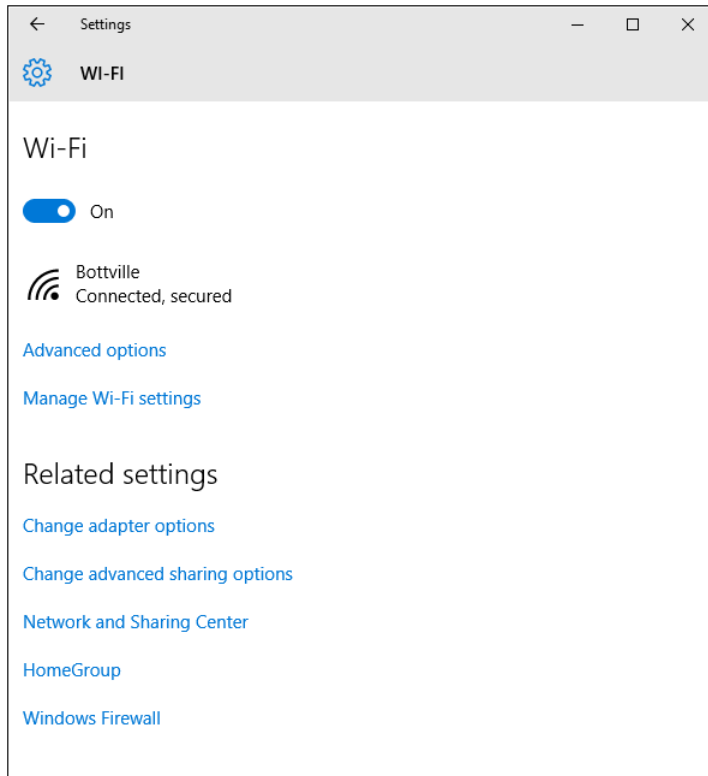 Settings
WI-FI
Wi-Fi
On
Bottville
Connected, secured
Advanced options
Manage Wi-Fi settings
Related settings
Change adapter options
Change advanced sharing options
Network and Sharing Center
HomeGroup
Windows Firewall